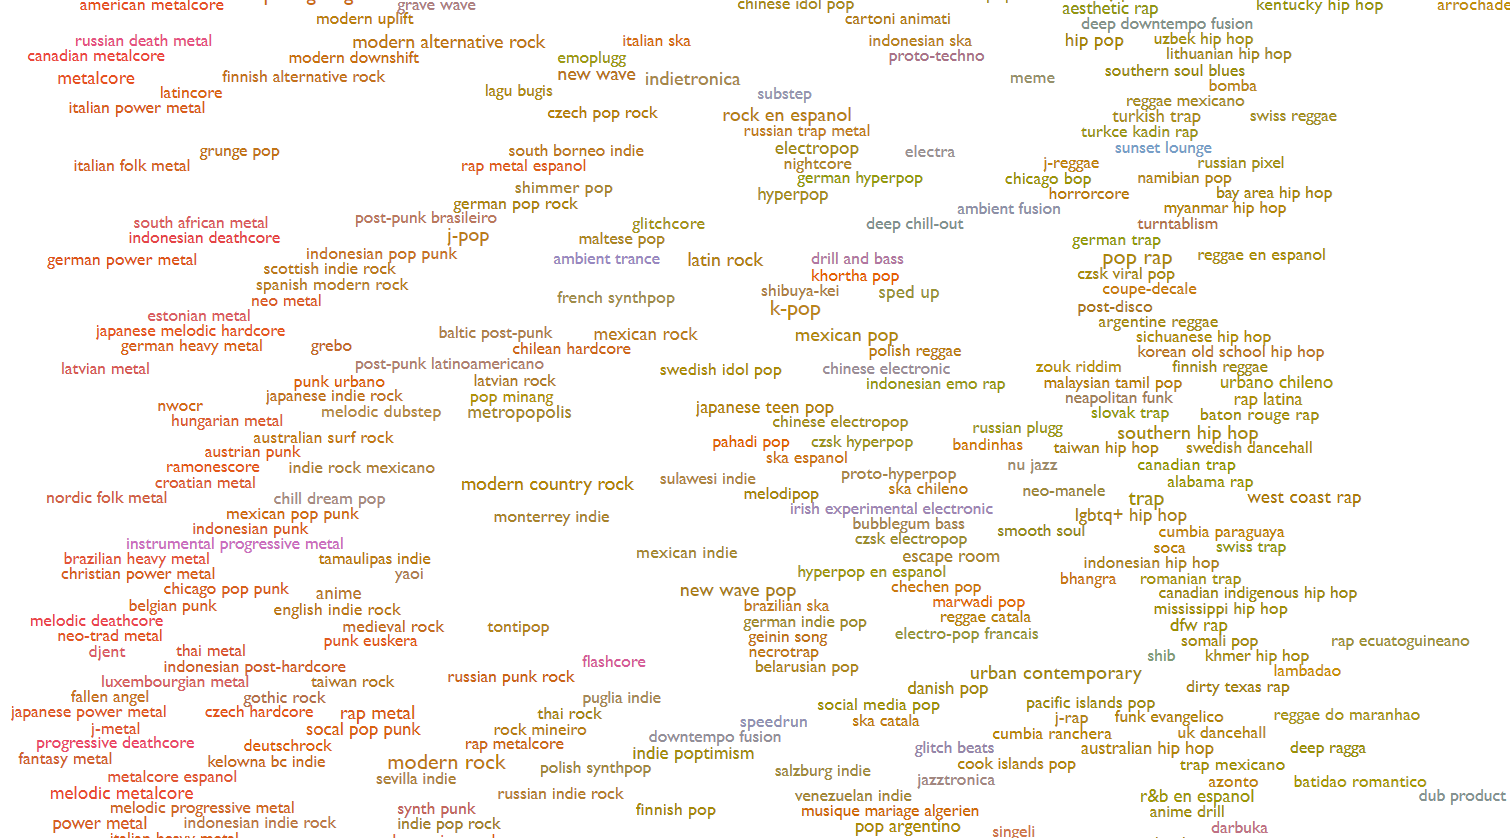 american metalcore
grave wave
chinese idol pop
aesthetic rap
kentucky hip hop
arrochade
modern uplift
cartoni animati
deep downtempo fusion
russian death metal
modern alternative rock
italian ska
indonesian ska
hip pop
uzbek hip hop
canadian metalcore
modern downshift
emoplugg
proto-techno
lithuanian hip hop
metalcore
finnish alternative rock
new wave
indietronica
meme
southern soul blues
latincore
lagu bugis
substep
bomba
italian power metal
czech pop rock
rock en espanol
reggae mexicano
turkish trap
swiss reggae
russian trap metal
turkce kadin rap
grunge pop
south borneo indie
electropop
electra
sunset lounge
italian folk metal
rap metal espanol
nightcore
j-reggae
russian pixel
german hyperpop
chicago bop
namibian pop
shimmer pop
hyperpop
horrorcore
bay area hip hop
german pop rock
ambient fusion
myanmar hip hop
south african metal
post-punk brasileiro
glitchcore
deep chill-out
turntablism
indonesian deathcore
j-pop
maltese pop
german trap
german power metal
indonesian pop punk
ambient trance
latin rock
drill and bass
pop rap
reggae en espanol
scottish indie rock
khortha pop
czsk viral pop
spanish modern rock
shibuya-kei
sped up
coupe-decale
neo metal
french synthpop
k-pop
post-disco
estonian metal
argentine reggae
japanese melodic hardcore
baltic post-punk
mexican rock
mexican pop
sichuanese hip hop
german heavy metal
grebo
chilean hardcore
polish reggae
korean old school hip hop
latvian metal
post-punk latinoamericano
swedish idol pop
chinese electronic
zouk riddim
finnish reggae
punk urbano
latvian rock
indonesian emo rap
malaysian tamil pop
urbano chileno
japanese indie rock
pop minang
neapolitan funk
rap latina
nwocr
melodic dubstep
metropopolis
japanese teen pop
slovak trap
baton rouge rap
hungarian metal
chinese electropop
russian plugg
southern hip hop
australian surf rock
pahadi pop
czsk hyperpop
bandinhas
taiwan hip hop
swedish dancehall
austrian punk
ska espanol
ramonescore
indie rock mexicano
proto-hyperpop
nu jazz
canadian trap
croatian metal
modern country rock
sulawesi indie
ska chileno
alabama rap
nordic folk metal
chill dream pop
melodipop
neo-manele
trap
west coast rap
mexican pop punk
monterrey indie
irish experimental electronic
lgbtq+ hip hop
indonesian punk
bubblegum bass
smooth soul
cumbia paraguaya
instrumental progressive metal
czsk electropop
soca
swiss trap
brazilian heavy metal
tamaulipas indie
mexican indie
escape room
indonesian hip hop
christian power metal
yaoi
hyperpop en espanol
bhangra
romanian trap
chicago pop punk
anime
new wave pop
chechen pop
canadian indigenous hip hop
belgian punk
english indie rock
brazilian ska
marwadi pop
mississippi hip hop
melodic deathcore
medieval rock
tontipop
german indie pop
reggae catala
dfw rap
neo-trad metal
punk euskera
geinin song
electro-pop francais
somali pop
rap ecuatoguineano
djent
thai metal
necrotrap
shib
khmer hip hop
indonesian post-hardcore
flashcore
belarusian pop
lambadao
luxembourgian metal
taiwan rock
russian punk rock
urban contemporary
dirty texas rap
fallen angel
gothic rock
puglia indie
danish pop
japanese power metal
czech hardcore
rap metal
thai rock
social media pop
pacific islands pop
j-metal
socal pop punk
rock mineiro
speedrun
ska catala
j-rap
funk evangelico
reggae do maranhao
progressive deathcore
deutschrock
rap metalcore
downtempo fusion
cumbia ranchera
uk dancehall
fantasy metal
kelowna bc indie
modern rock
indie poptimism
glitch beats
australian hip hop
deep ragga
metalcore espanol
sevilla indie
polish synthpop
salzburg indie
cook islands pop
trap mexicano
melodic metalcore
russian indie rock
jazztronica
azonto
batidao romantico
melodic progressive metal
synth punk
finnish pop
venezuelan indie
r&b en espanol
dub product
power metal
indonesian indie rock
indie pop rock
musique mariage algerien
anime drill
pop argentino
singeli
darbuka
italian heavy metal